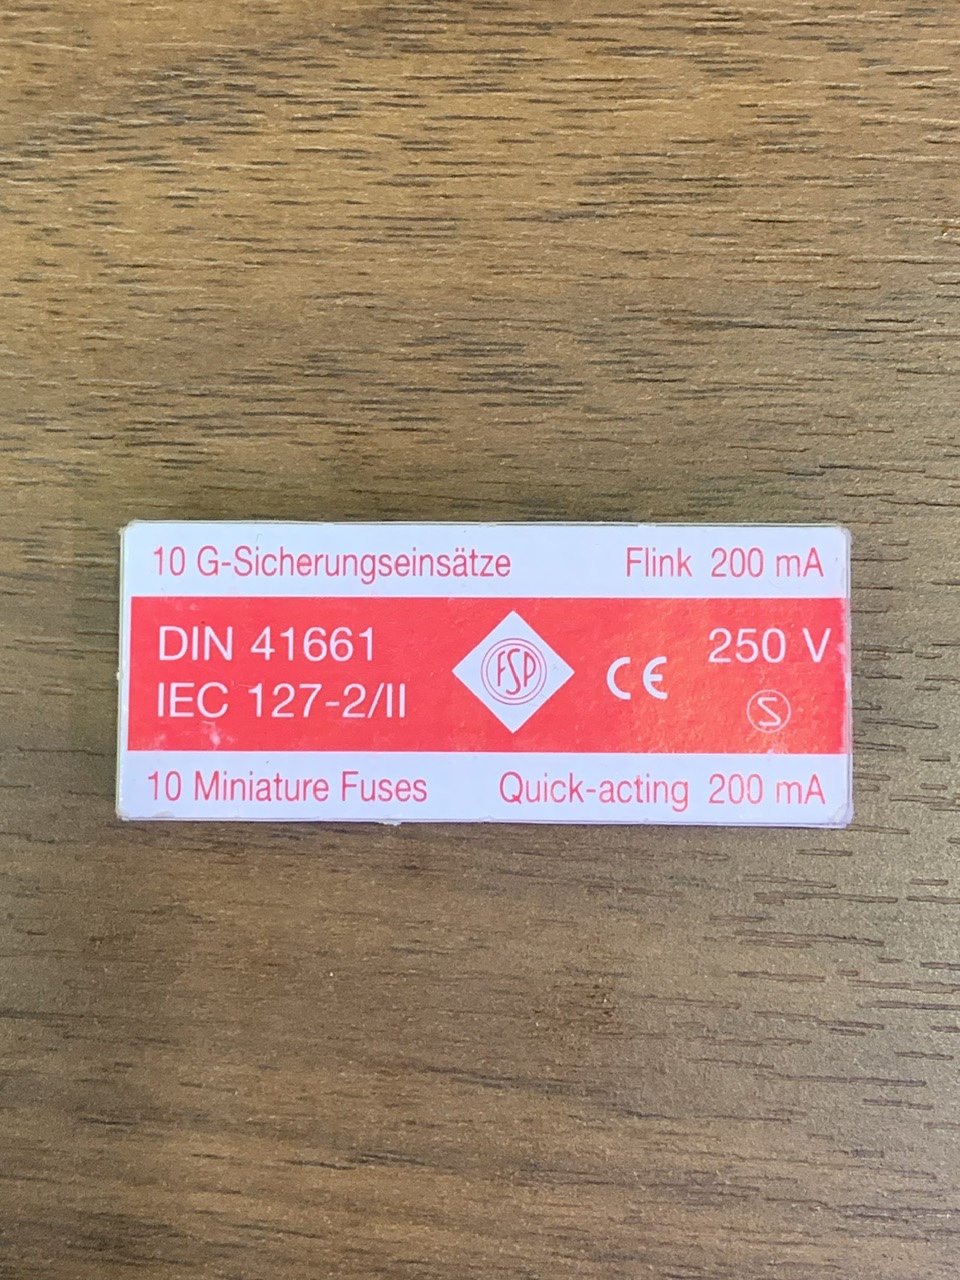 10 G-Sicherungseinsätze Flink 200 mA
DIN 41661 250 V
IEC 127-2/II
FSP
CE
S
10 Miniature Fuses Quick-acting 200 mA